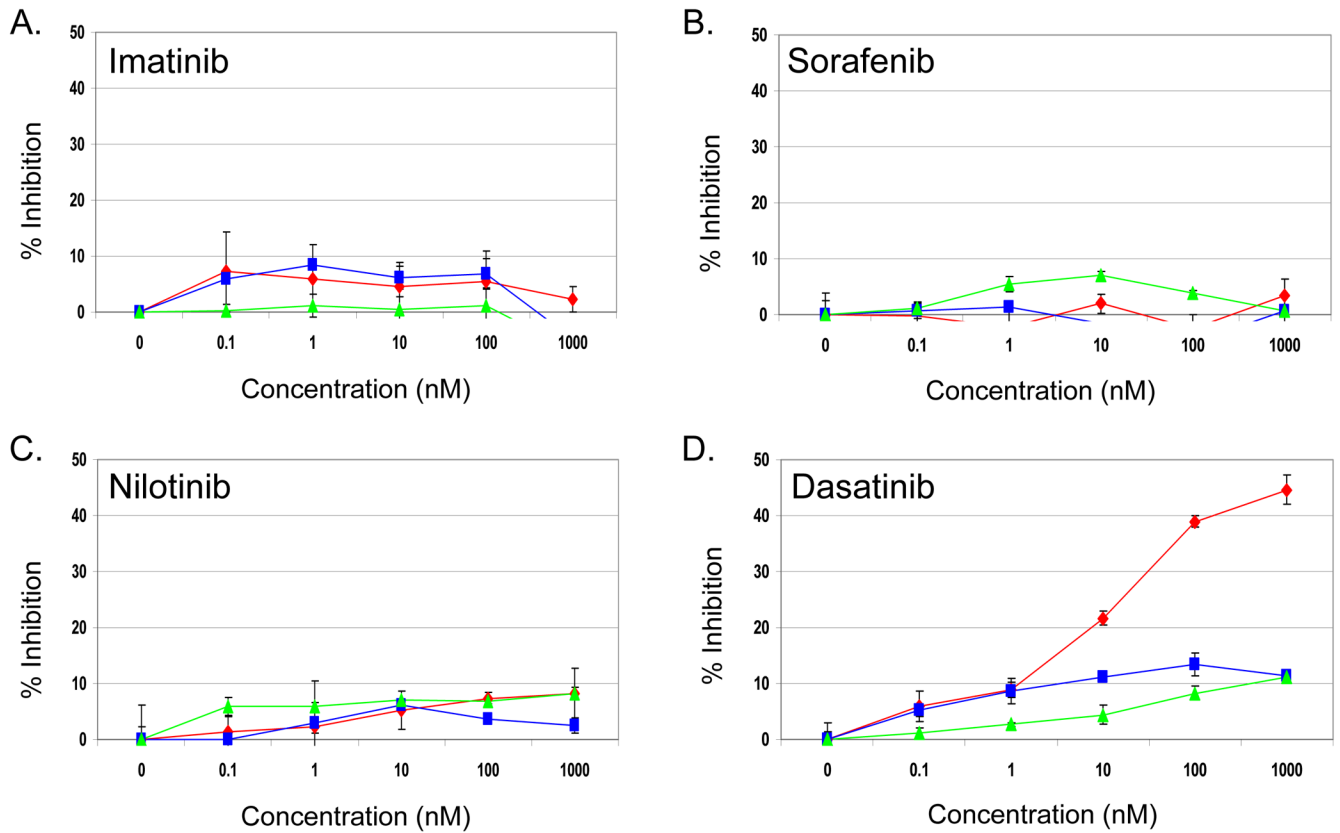 A.
Imatinib
% Inhibition
50
40
30
20
10
0
0 0.1 1 10 100 1000
Concentration (nM)
B.
Sorafenib
% Inhibition
50
40
30
20
10
0
0 0.1 1 10 100 1000
Concentration (nM)
C.
Nilotinib
% Inhibition
50
40
30
20
10
0
0 0.1 1 10 100 1000
Concentration (nM)
D.
Dasatinib
% Inhibition
50
40
30
20
10
0
0 0.1 1 10 100 1000
Concentration (nM)